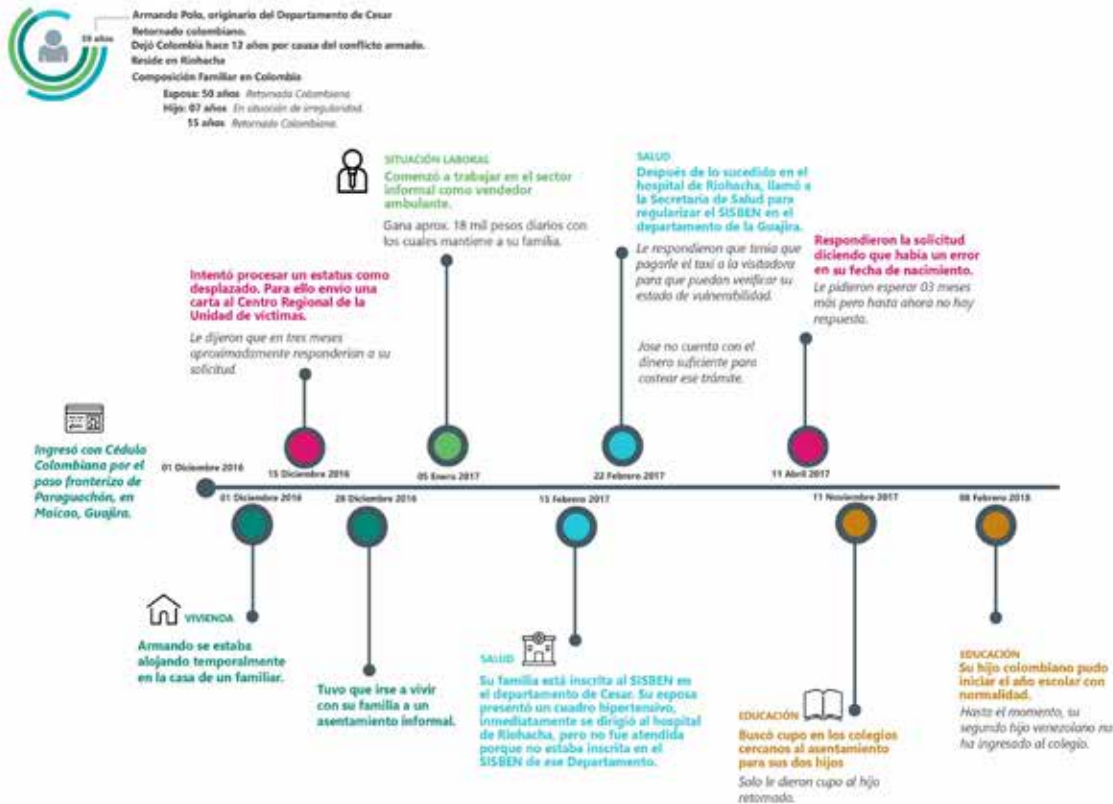 Armando Polo, originario del Departamento de Cesar
Retornado colombiano.
Dejó Colombia hace 12 años por causa del conflicto armado.
Reside en Riohacha
Composición Familiar en Colombia
Esposa: 50 años Retornada Colombiana
Hijo: 07 años En situación de irregularidad.
15 años Retornado Colombiano.
años
SITUACIÓN LABORAL
Comenzó a trabajar en el sector
informal como vendedor
ambulante.
Gana aprox. 18 mil pesos diarios con
los cuales mantiene a su familia.
SALUD
Después de lo sucedido en el
hospital de Riohacha, llamó a
la Secretaría de Salud para
regularizar el SISBEN en el
departamento de la Guajira.
Le respondieron que tenía que
pagarle el taxi a la visitadora
para que puedan verificar su
estado de vulnerabilidad.
Jose no cuenta con el
dinero suficiente para
costear ese trámite.
Intentó procesar un estatus como
desplazado. Para ello envío una
carta al Centro Regional de la
Unidad de víctimas.
Le dijeron que en tres meses
aproximadamente responderían a su
solicitud.
Respondieron la solicitud
diciendo que había un error
en su fecha de nacimiento.
Le pidieron esperar 03 meses
más pero hasta ahora no hay
respuesta.
Ingresó con Cédula
Colombiana por el
paso fronterizo de
Paraguachón, en
Maicao, Guajira.
01 Diciembre 2016
15 Diciembre 2016
05 Enero 2017
22 Febrero 2017
11 Abril 2017
01 Diciembre 2016
28 Diciembre 2016
15 Febrero 2017
11 Noviembre 2017
08 Febrero 2018
VIVIENDA
Armando se estaba
alojando temporalmente
en la casa de un familiar.
Tuvo que irse a vivir
con su familia a un
asentamiento informal.
SALUD
Su familia está inscrita al SISBEN en
el departamento de Cesar. Su esposa
presentó un cuadro hipertensivo,
inmediatamente se dirigió al hospital
de Riohacha, pero no fue atendida
porque no estaba inscrita en el
SISBEN de ese Departamento.
EDUCACIÓN
Buscó cupo en los colegios
cercanos al asentamiento
para sus dos hijos
Solo le dieron cupo al hijo
retornado.
EDUCACIÓN
Su hijo colombiano pudo
iniciar el año escolar con
normalidad.
Hasta el momento, su
segundo hijo venezolano no
ha ingresado al colegio.